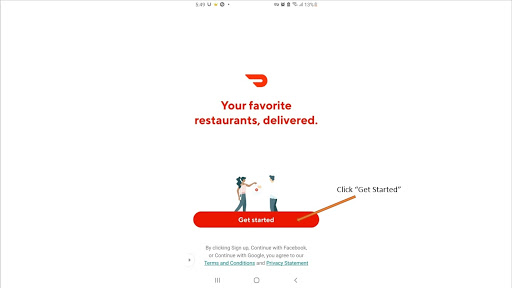 5:49
13%
Your favorite
restaurants, delivered.
Click “Get Started”
Get started
By clicking Sign up, Continue with Facebook,
or Continue with Google, you agree to our
Terms and Conditions and Privacy Statement